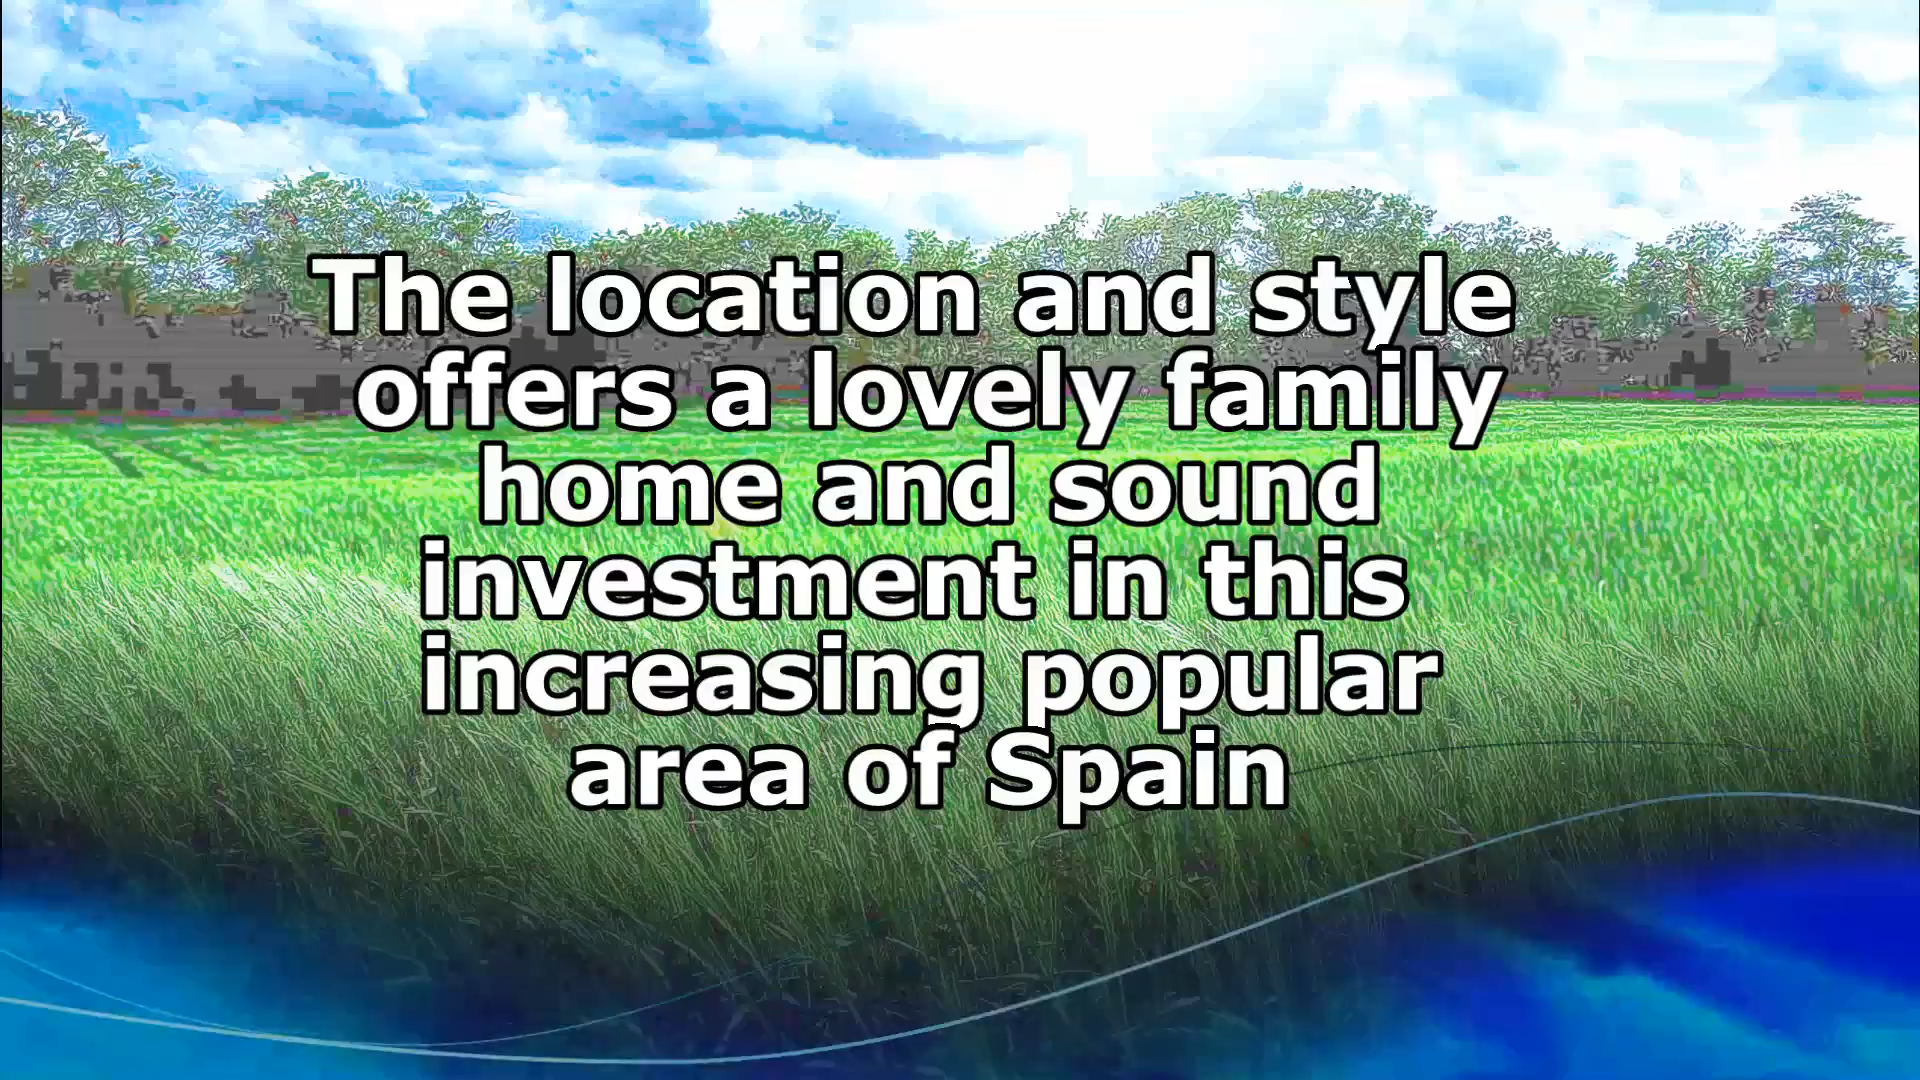 The location and style
offers a lovely family
home and sound
investment in this
increasing popular
area of Spain